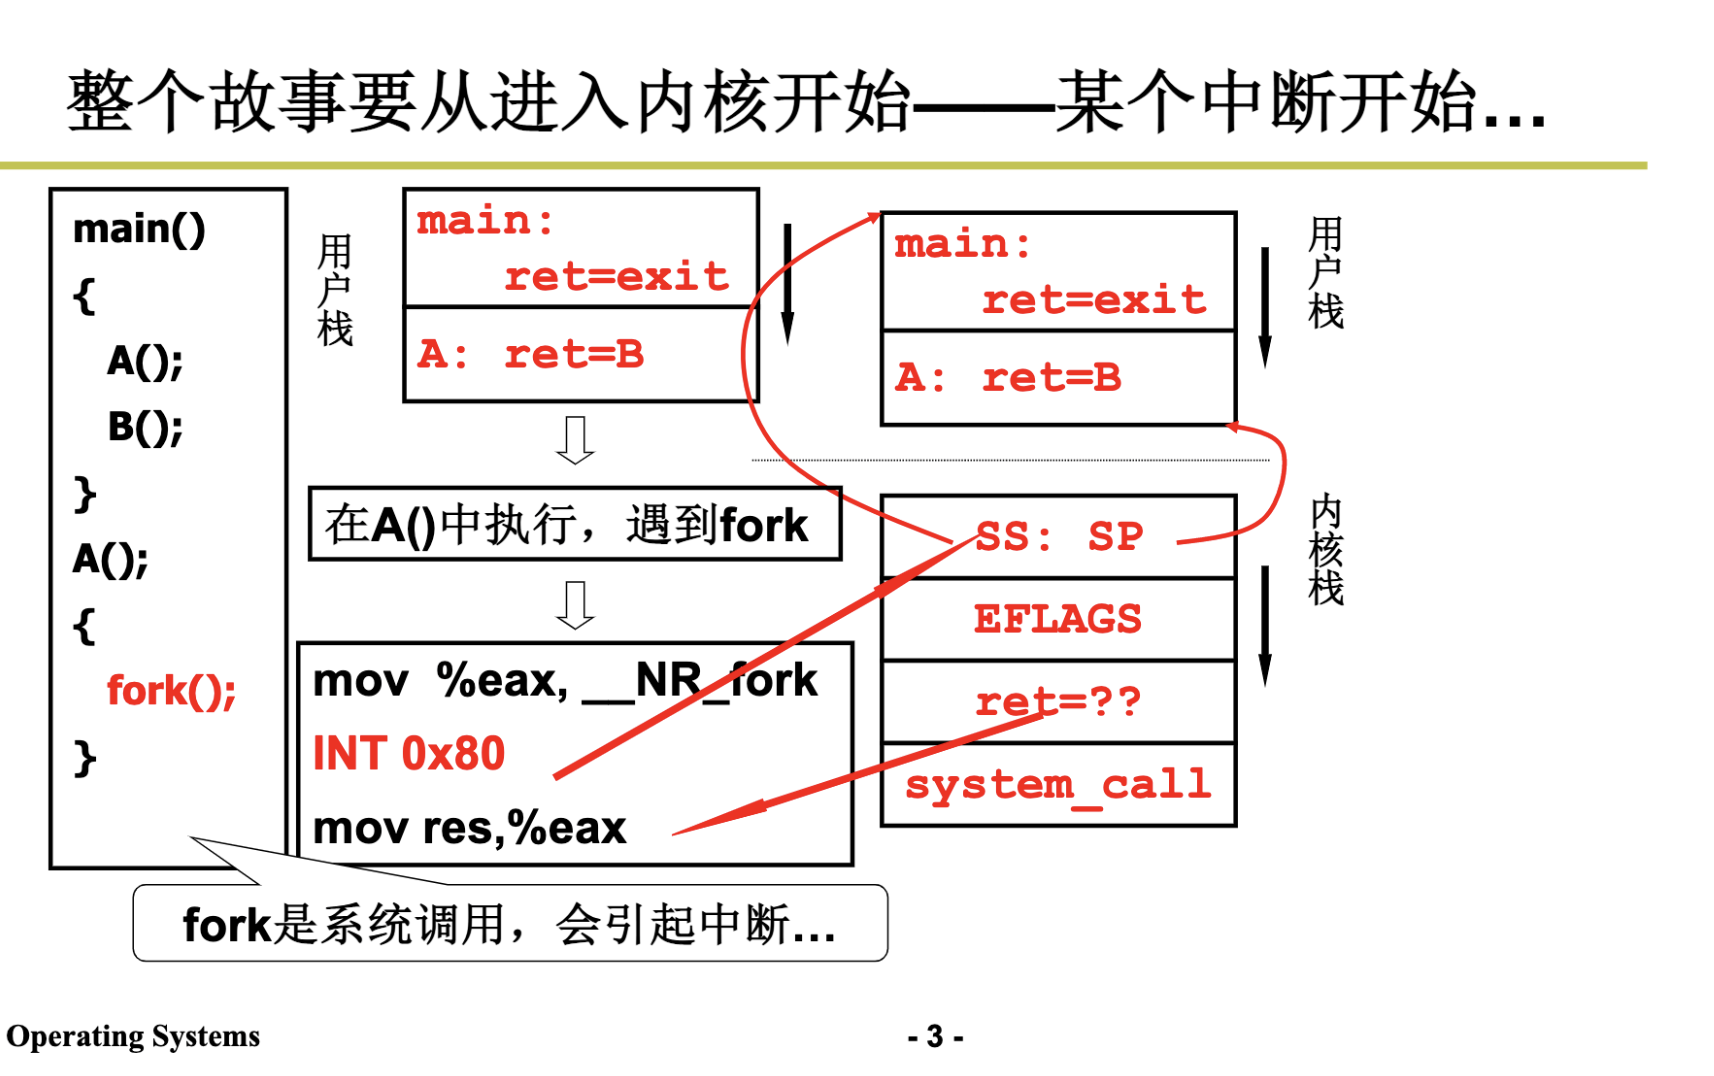 整个故事要从进入内核开始——某个中断开始…
main()
{
A();
B();
}
A();
{
fork();
}
用户栈
main:
ret=exit
A: ret=B
在A()中执行，遇到fork
mov %eax, __NR_fork
INT 0x80
mov res,%eax
main:
ret=exit
A: ret=B
用户栈
SS: SP
EFLAGS
ret=??
system_call
内核栈
fork是系统调用，会引起中断…
Operating Systems
- 3 -